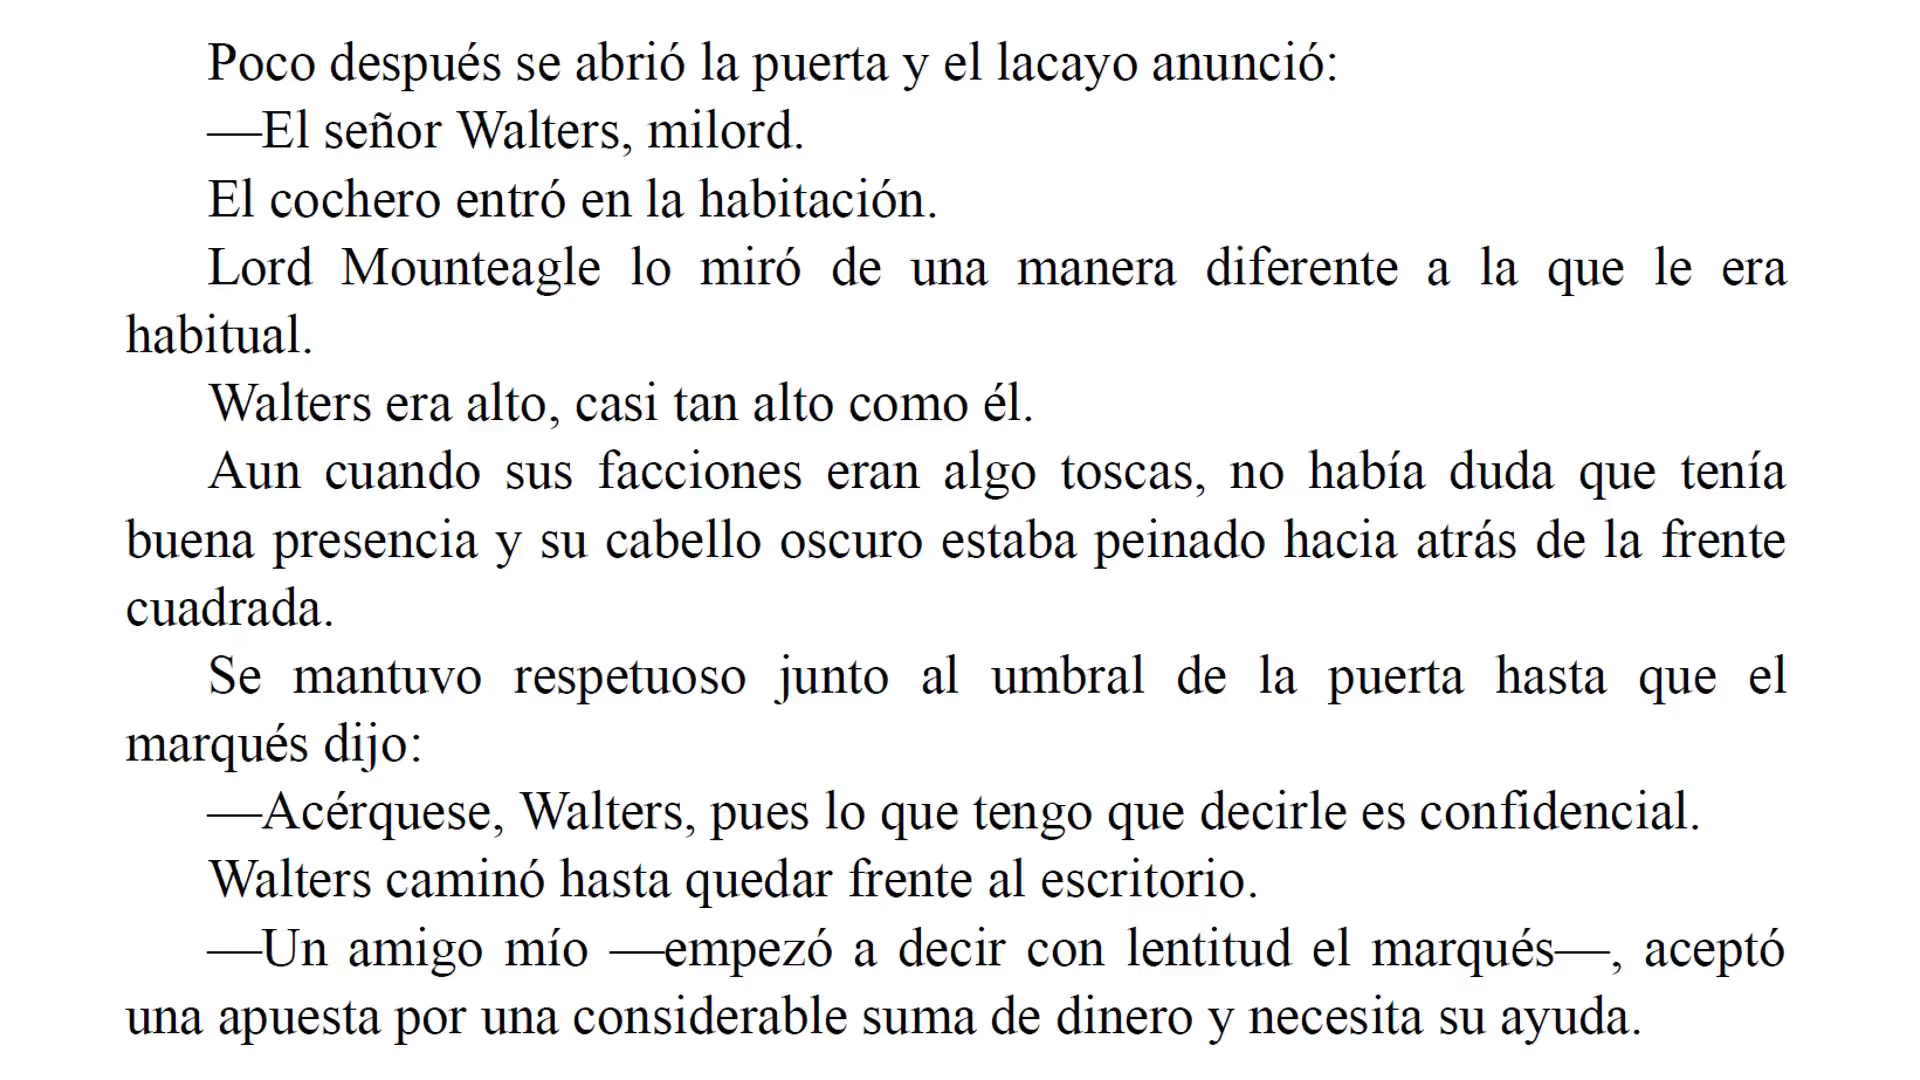 Poco después se abrió la puerta y el lacayo anunció:
—El señor Walters, milord.
El cochero entró en la habitación.
Lord Mounteagle lo miró de una manera diferente a la que le era
habitual.
Walters era alto, casi tan alto como él.
Aun cuando sus facciones eran algo toscas, no había duda que tenía
buena presencia y su cabello oscuro estaba peinado hacia atrás de la frente
cuadrada.
Se mantuvo respetuoso junto al umbral de la puerta hasta que el
marqués dijo:
—Acérquese, Walters, pues lo que tengo que decirle es confidencial.
Walters caminó hasta quedar frente al escritorio.
—Un amigo mío —empezó a decir con lentitud el marqués—, aceptó
una apuesta por una considerable suma de dinero y necesita su ayuda.